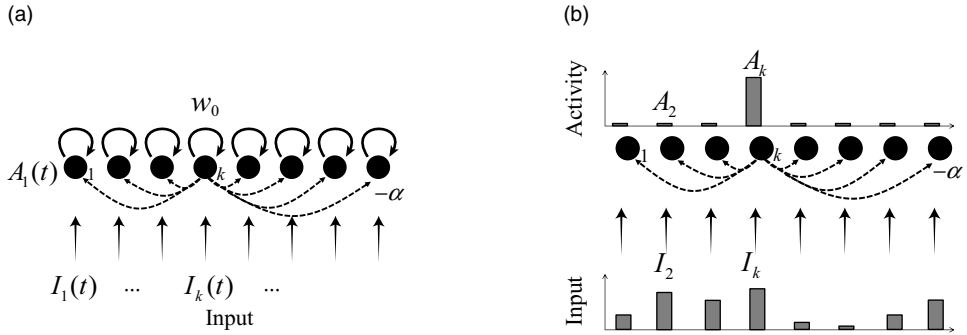 (a)
w₀
A₁(t)
1
k
−α
I₁(t) ... Iₖ(t) ...
Input
(b)
Activity
Aₖ
A₂
1
k
−α
I₂ Iₖ
Input